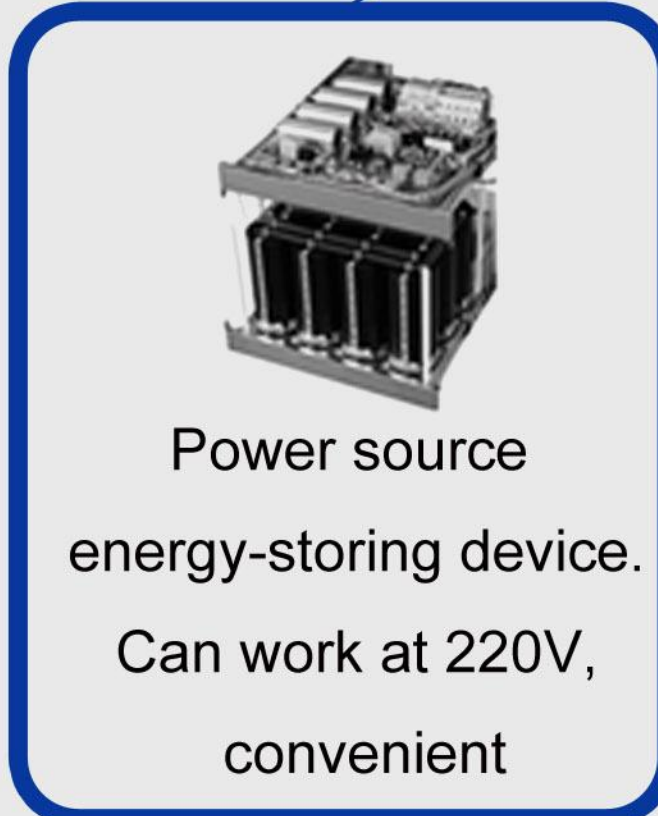 Power source
energy-storing device.
Can work at 220V,
convenient